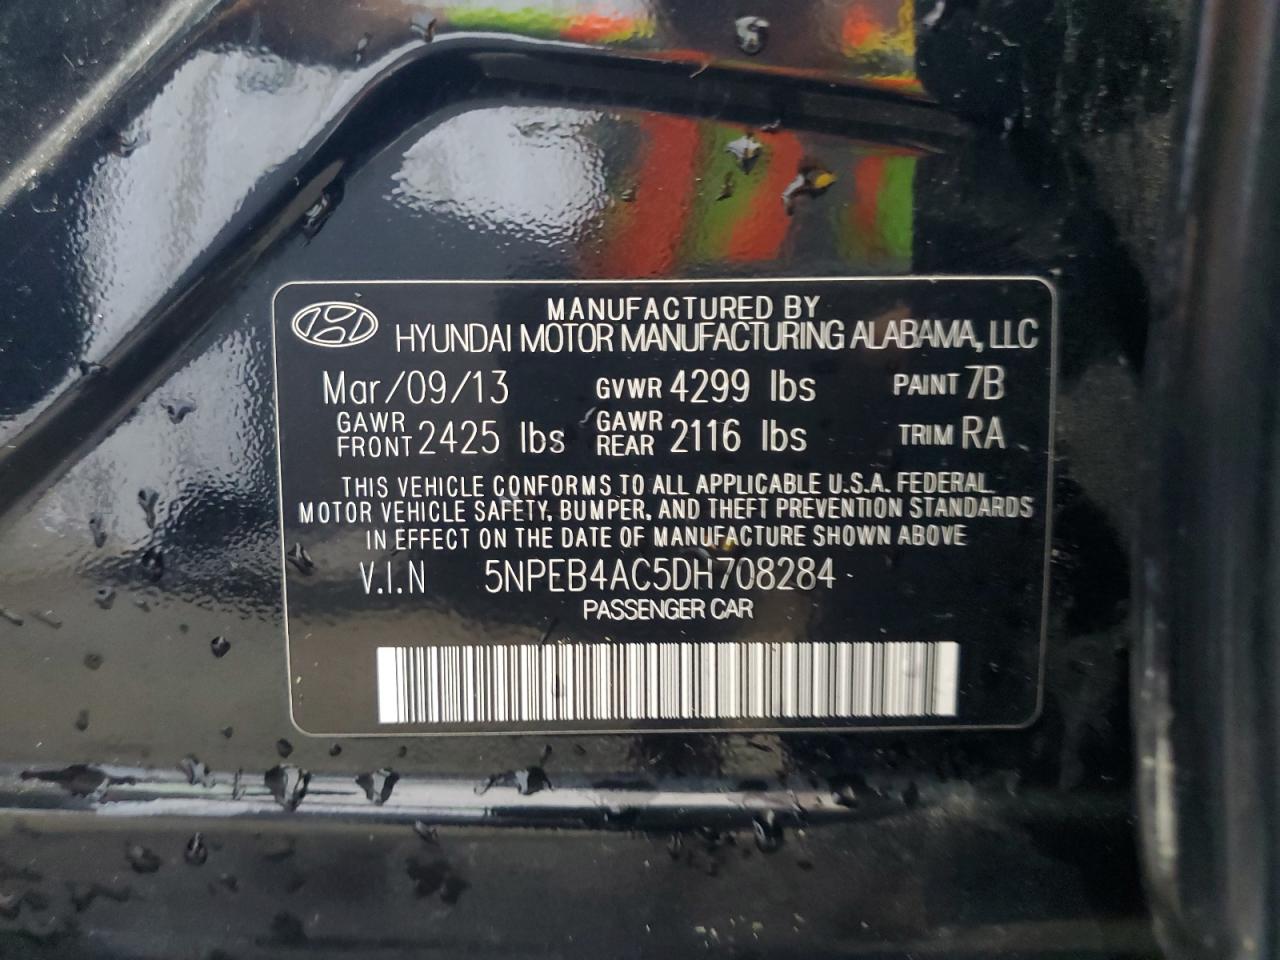 MANUFACTURED BY
HYUNDAI MOTOR MANUFACTURING ALABAMA, LLC
Mar/09/13 GVWR 4299 lbs PAINT 7B
GAWR FRONT 2425 lbs GAWR REAR 2116 lbs TRIM RA
THIS VEHICLE CONFORMS TO ALL APPLICABLE U.S.A. FEDERAL
MOTOR VEHICLE SAFETY, BUMPER, AND THEFT PREVENTION STANDARDS
IN EFFECT ON THE DATE OF MANUFACTURE SHOWN ABOVE
V.I.N 5NPEB4AC5DH708284
PASSENGER CAR